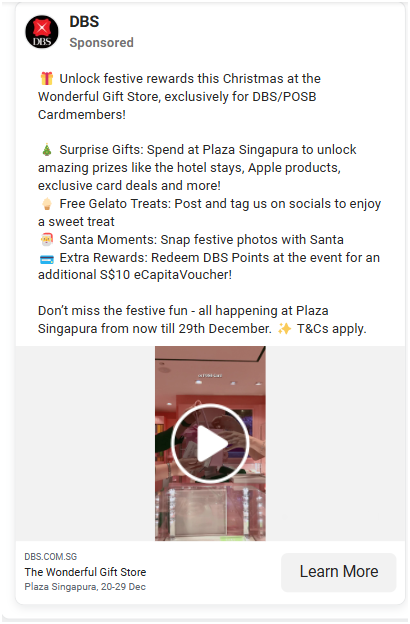 DBS
DBS
Sponsored
🎁 Unlock festive rewards this Christmas at the
Wonderful Gift Store, exclusively for DBS/POSB
Cardmembers!
🎄 Surprise Gifts: Spend at Plaza Singapura to unlock
amazing prizes like the hotel stays, Apple products,
exclusive card deals and more!
🍦 Free Gelato Treats: Post and tag us on socials to enjoy
a sweet treat
🎅 Santa Moments: Snap festive photos with Santa
💳 Extra Rewards: Redeem DBS Points at the event for an
additional S$10 eCapitaVoucher!
Don’t miss the festive fun - all happening at Plaza
Singapura from now till 29th December. ✨ T&Cs apply.
DBS.COM.SG
The Wonderful Gift Store
Plaza Singapura, 20-29 Dec
Learn More